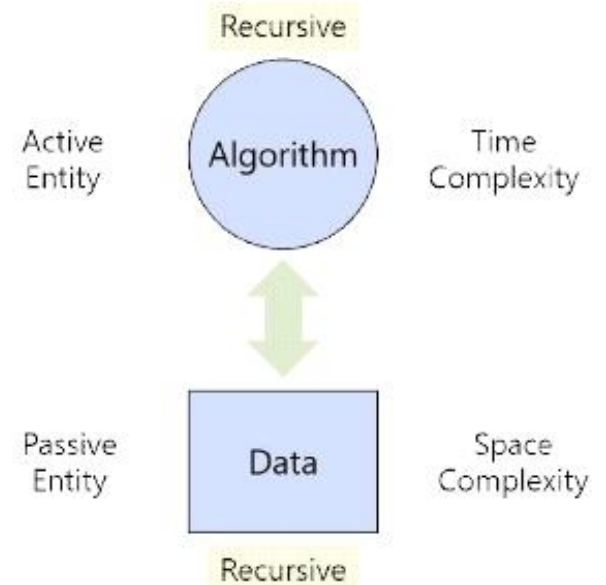 Recursive
Active
Entity
Algorithm
Time
Complexity
Passive
Entity
Data
Space
Complexity
Recursive